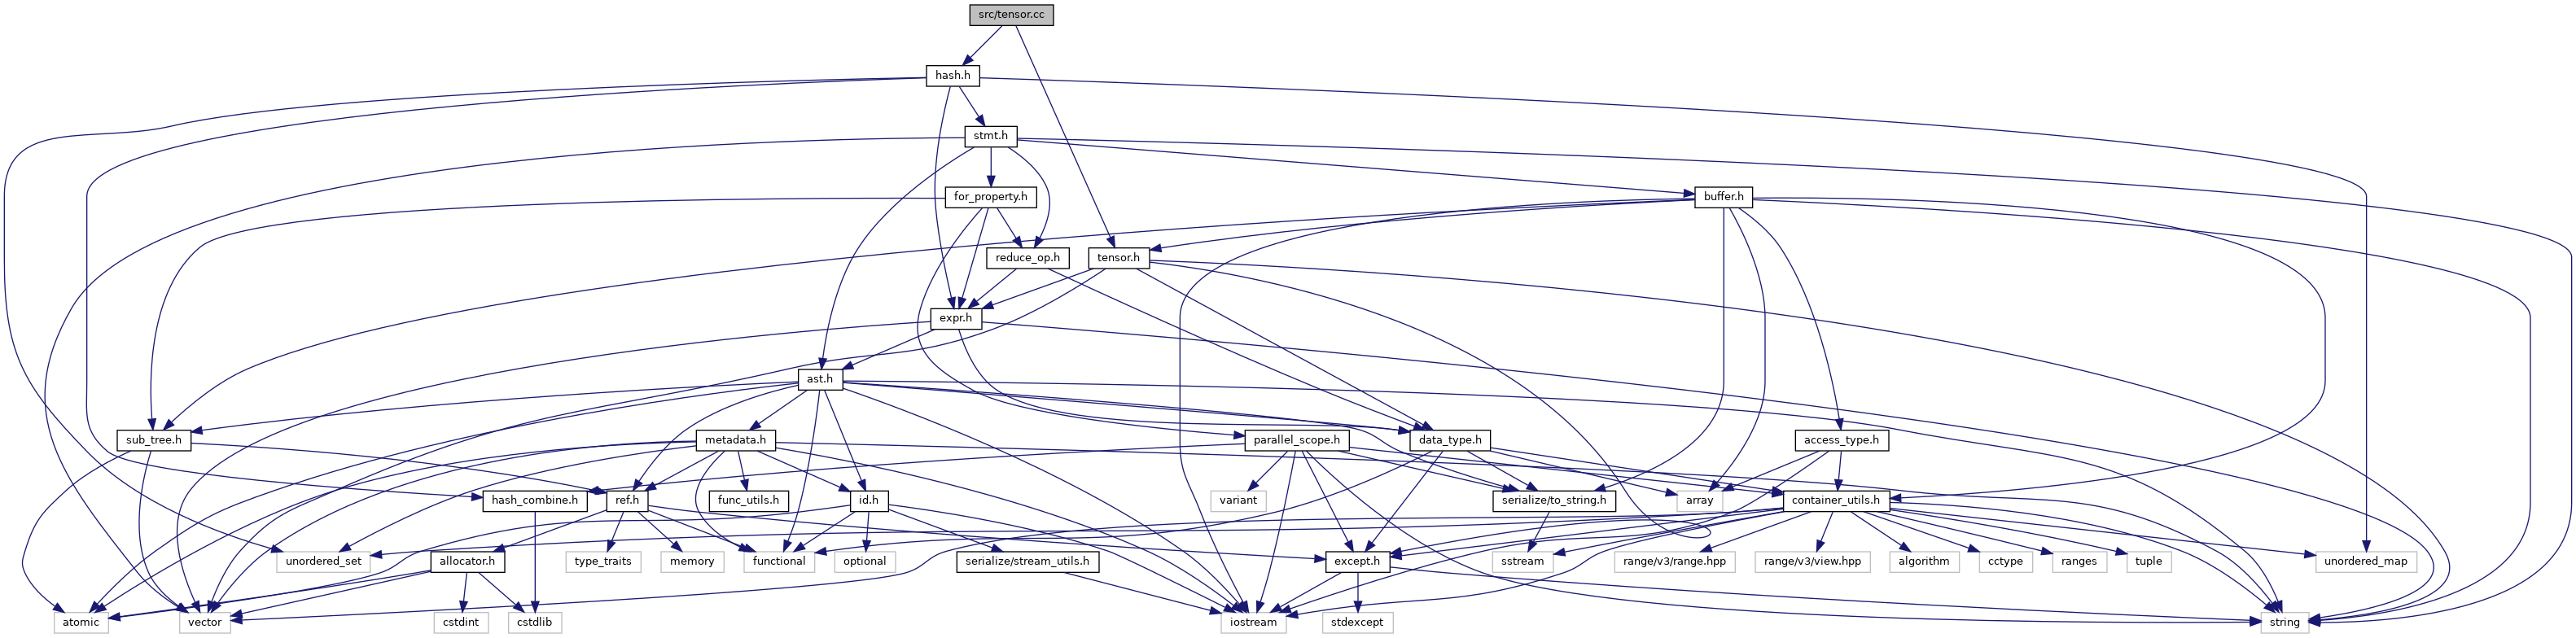 src/tensor.cc
hash.h
stmt.h
for_property.h
buffer.h
reduce_op.h
tensor.h
expr.h
ast.h
sub_tree.h
metadata.h
parallel_scope.h
data_type.h
access_type.h
hash_combine.h
ref.h
func_utils.h
id.h
variant
serialize/to_string.h
array
container_utils.h
unordered_set
allocator.h
type_traits
memory
functional
optional
serialize/stream_utils.h
except.h
sstream
range/v3/range.hpp
range/v3/view.hpp
algorithm
cctype
ranges
tuple
unordered_map
atomic
vector
cstdint
cstdlib
iostream
stdexcept
string